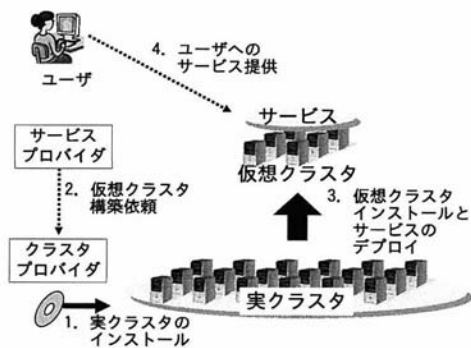 4. ユーザへの
サービス提供
ユーザ
サービス
仮想クラスタ
サービス
プロバイダ
2. 仮想クラスタ
構築依頼
3. 仮想クラスタ
インストールと
サービスの
デプロイ
クラスタ
プロバイダ
実クラスタ
1. 実クラスタの
インストール